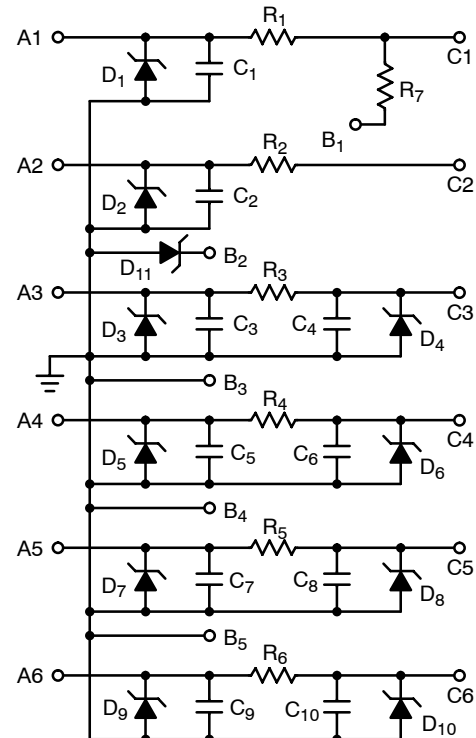 R1
A1 C1
D1 C1
R7
B1
R2
A2 C2
D2 C2
D11 B2
R3
A3 C3
D3 C3 C4 D4
B3
R4
A4 C4
D5 C5 C6 D6
B4
R5
A5 C5
D7 C7 C8 D8
B5
R6
A6 C6
D9 C9 C10 D10